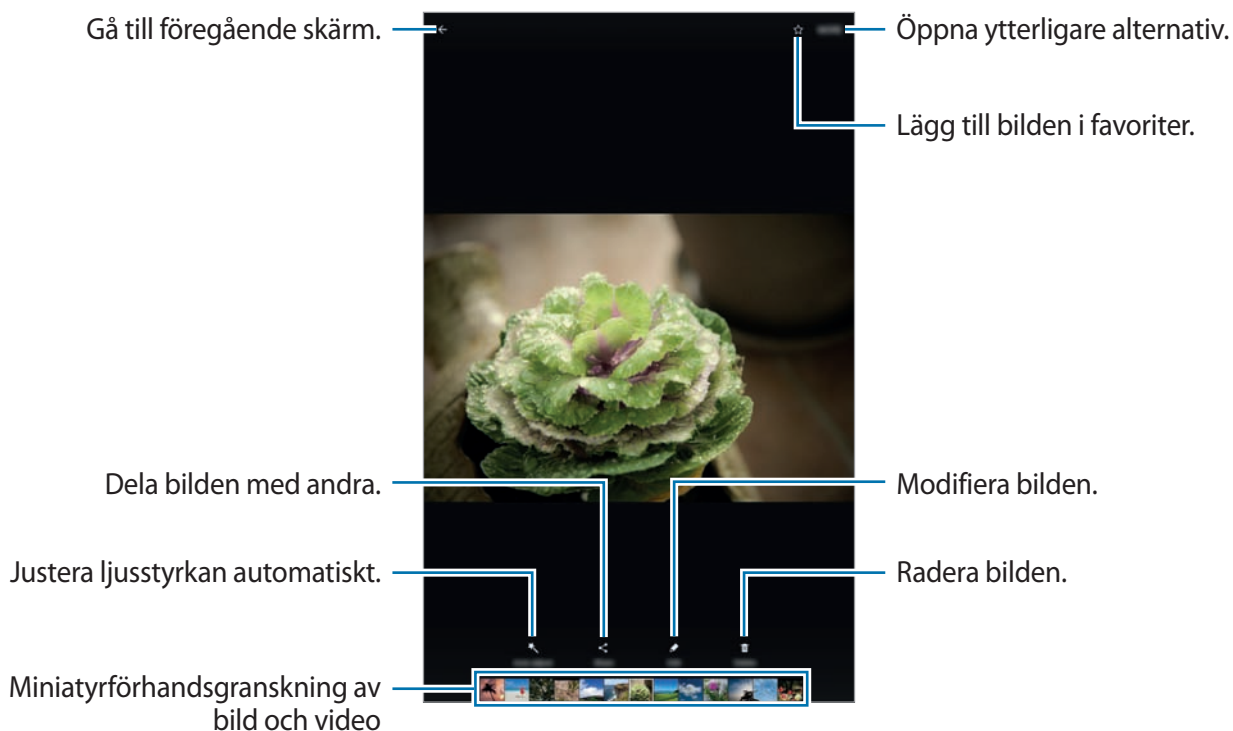 Gå till föregående skärm.
Öppna ytterligare alternativ.
Lägg till bilden i favoriter.
Dela bilden med andra.
Modifiera bilden.
Justera ljusstyrkan automatiskt.
Radera bilden.
Miniatyrförhandsgranskning av
bild och video